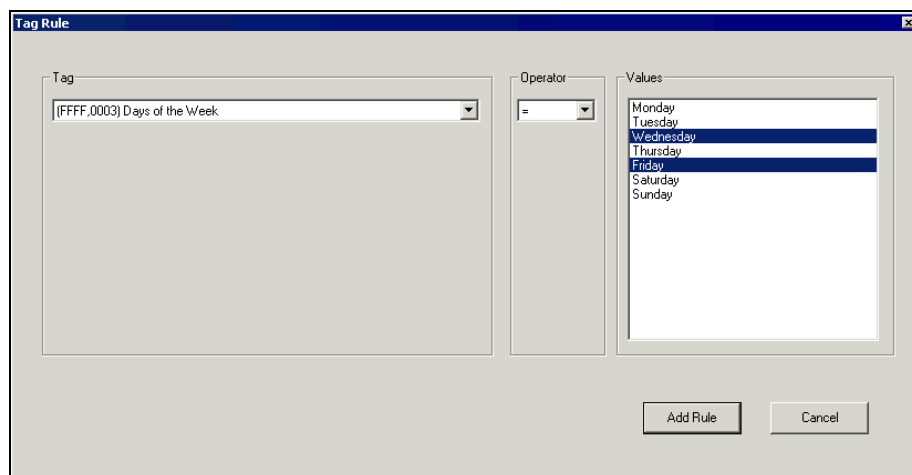 Tag Rule
Tag
Operator
Values
(FFFF,0003) Days of the Week
=
Monday
Tuesday
Wednesday
Thursday
Friday
Saturday
Sunday
Add Rule
Cancel